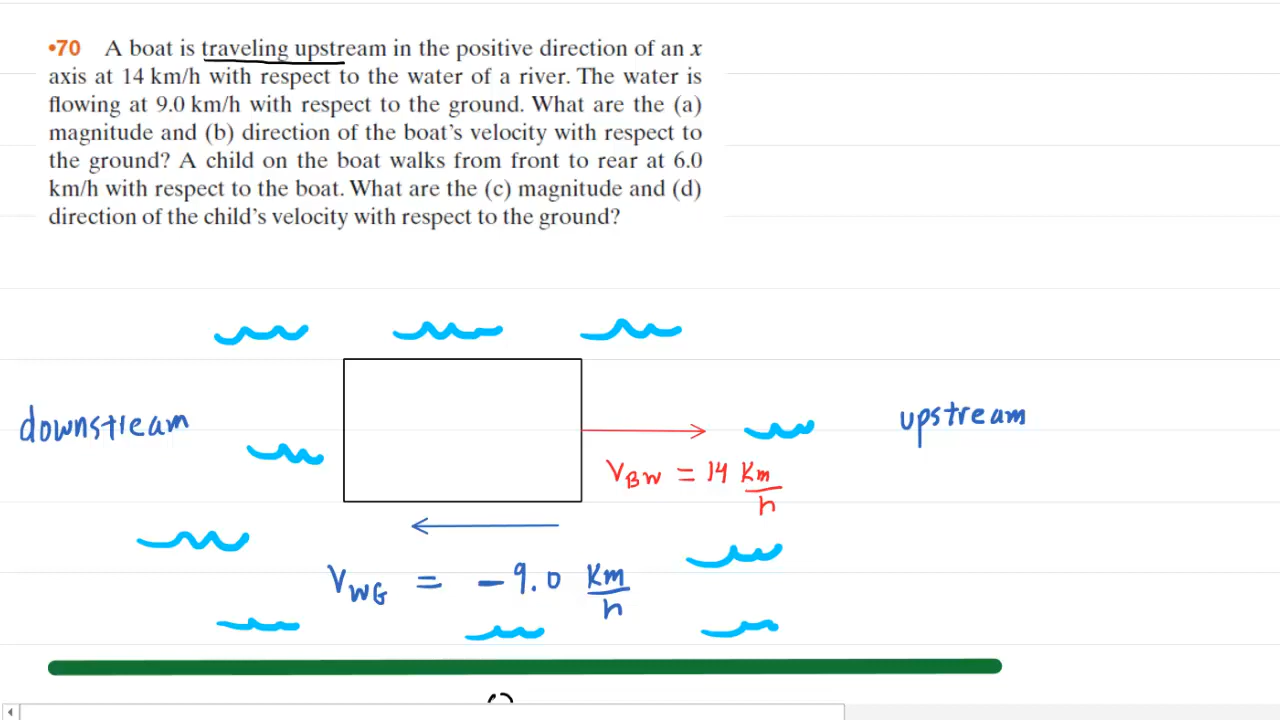 •70 A boat is traveling upstream in the positive direction of an x
axis at 14 km/h with respect to the water of a river. The water is
flowing at 9.0 km/h with respect to the ground. What are the (a)
magnitude and (b) direction of the boat's velocity with respect to
the ground? A child on the boat walks from front to rear at 6.0
km/h with respect to the boat. What are the (c) magnitude and (d)
direction of the child's velocity with respect to the ground?
downstream
upstream
VBW = 14 Km/h
VWG = -9.0 Km/h